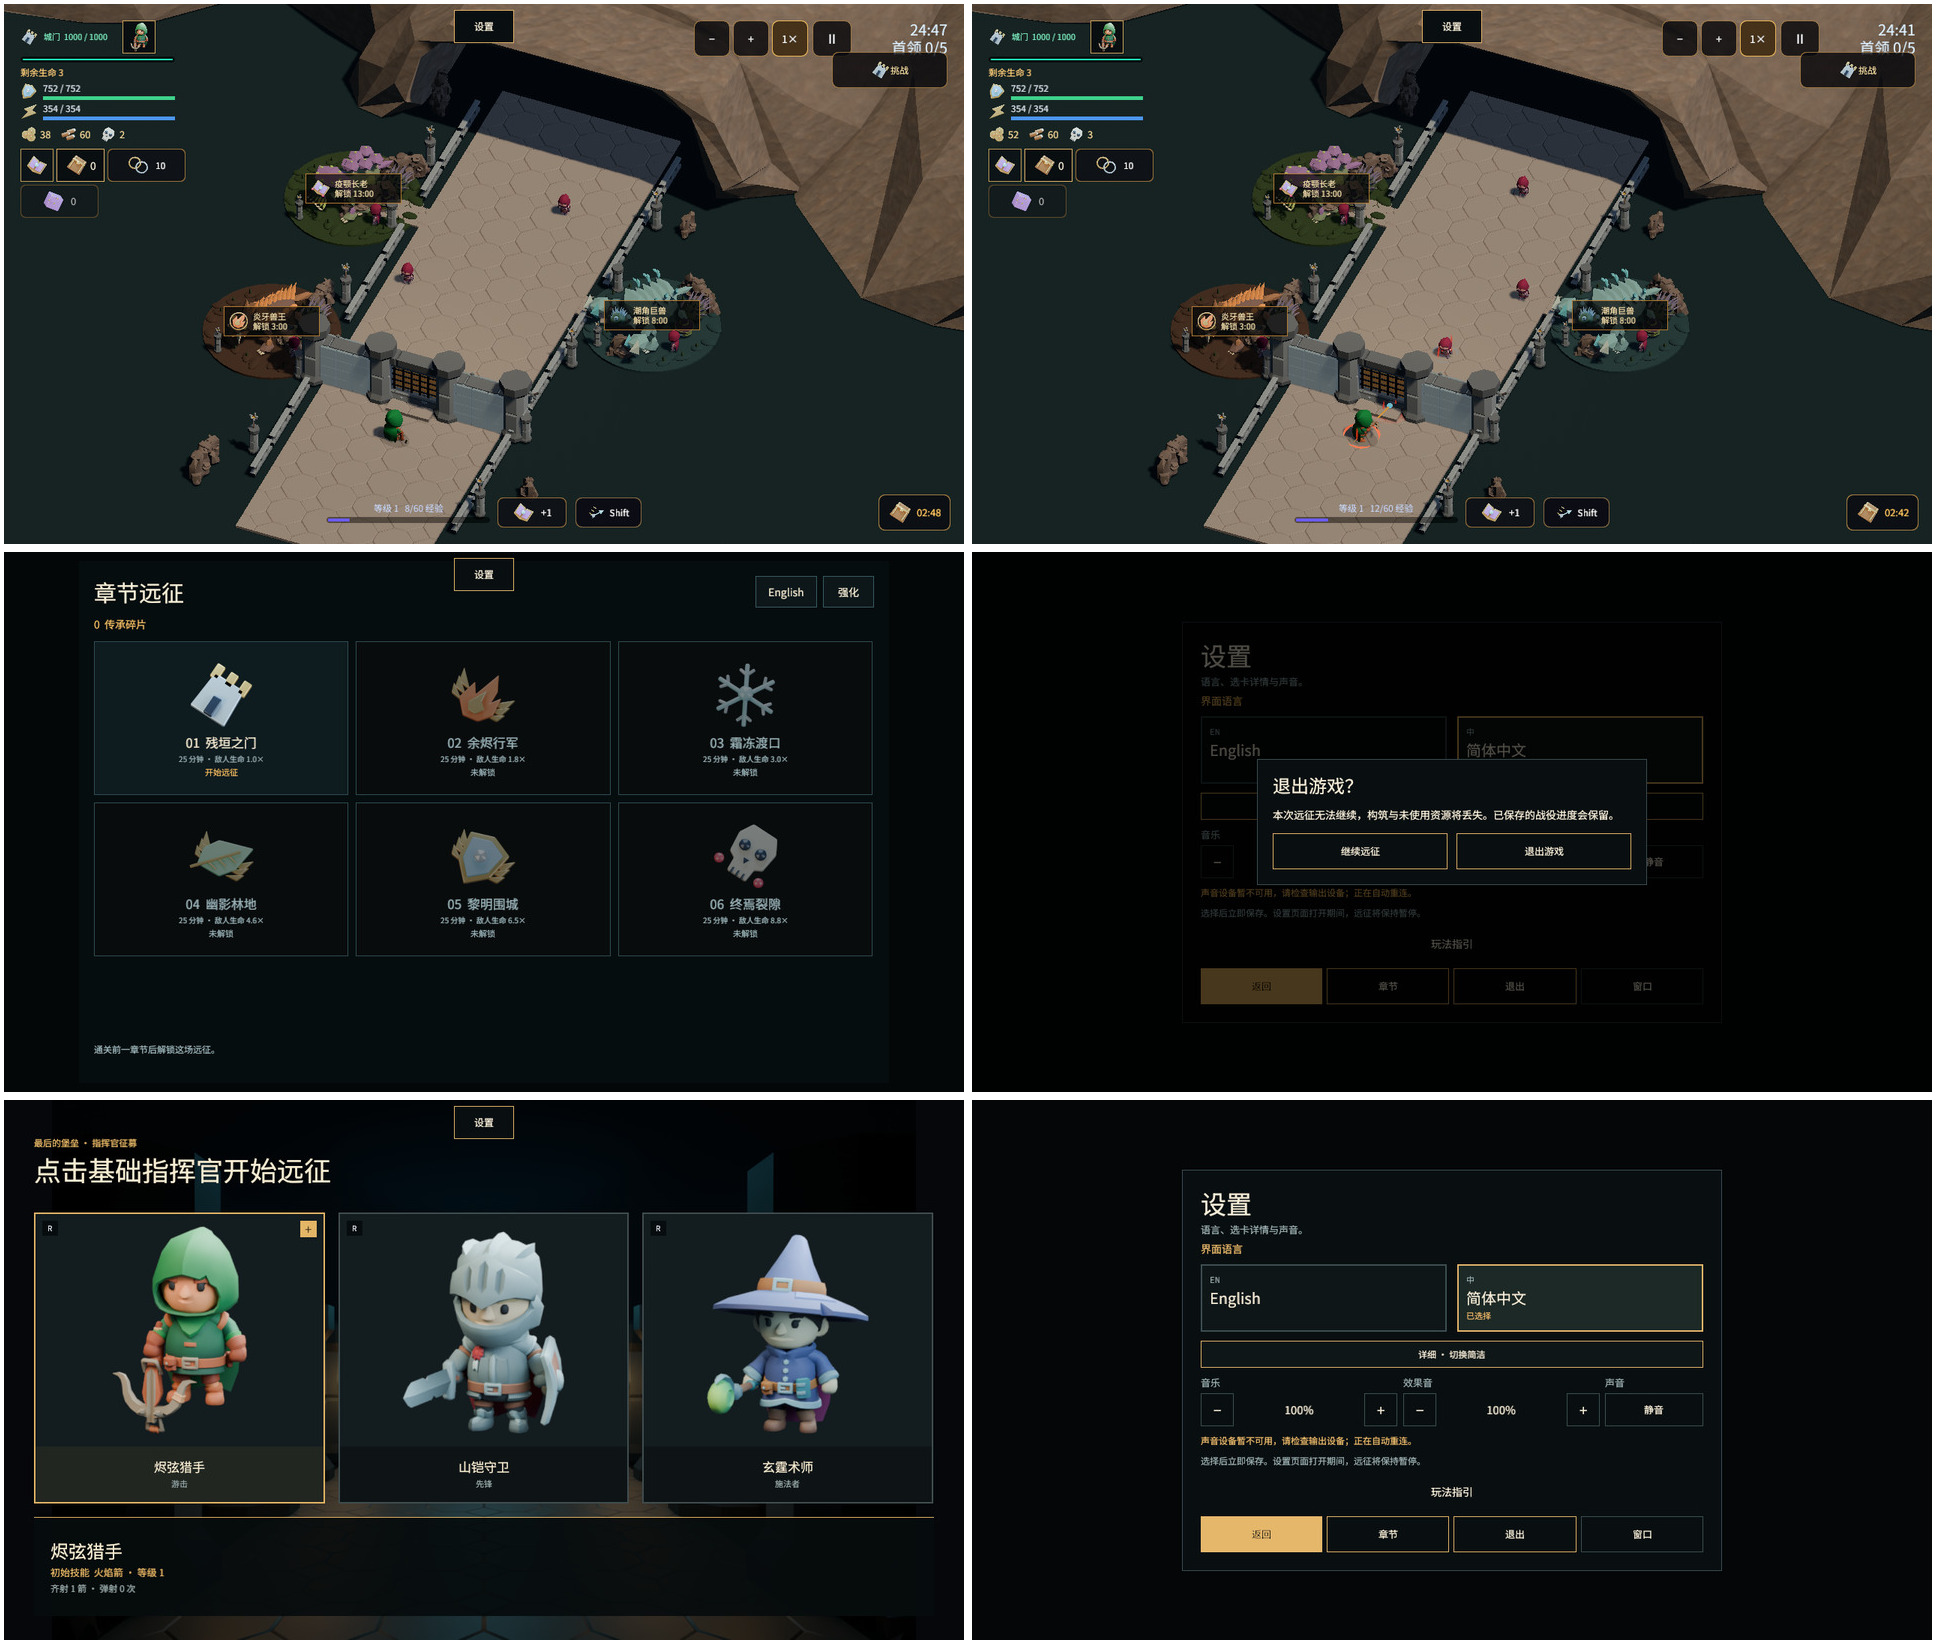 城门 1000 / 1000
设置
− + 1× II
24:47
首领 0/5
挑战
剩余生命 3
752 / 752
354 / 354
38 60 2
0
10
0
疫颚长老
解锁 13:00
炎牙兽王
解锁 3:00
潮角巨兽
解锁 8:00
等级 1 8/60 经验
+1
Shift
02:48
城门 1000 / 1000
设置
− + 1× II
24:41
首领 0/5
挑战
剩余生命 3
752 / 752
354 / 354
52 60 3
0
10
0
疫颚长老
解锁 13:00
炎牙兽王
解锁 3:00
潮角巨兽
解锁 8:00
等级 1 12/60 经验
+1
Shift
02:42
设置
章节远征
English
强化
0 传承碎片
01 残垣之门
25 分钟 • 敌人生命 1.0×
开始远征
02 余烬行军
25 分钟 • 敌人生命 1.8×
未解锁
03 霜冻渡口
25 分钟 • 敌人生命 3.0×
未解锁
04 幽影林地
25 分钟 • 敌人生命 4.6×
未解锁
05 黎明围城
25 分钟 • 敌人生命 6.5×
未解锁
06 终焉裂隙
25 分钟 • 敌人生命 8.8×
未解锁
通关前一章节后解锁这场远征。
设置
语言、选卡详情与声音。
界面语言
EN
English
中
简体中文
退出游戏？
本次远征无法继续，构筑与未使用资源将丢失。已保存的战役进度会保留。
继续远征
退出游戏
音乐
−
静音
声音设备暂不可用，请检查输出设备；正在自动重连。
选择后立即保存。设置页面打开期间，远征将保持暂停。
玩法指引
返回
章节
退出
窗口
设置
最后的堡垒 • 指挥官征募
点击基础指挥官开始远征
R
+
烬弦猎手
游击
R
山铠守卫
先锋
R
玄霆术师
施法者
烬弦猎手
初始技能 火焰箭 • 等级 1
齐射 1 箭 • 弹射 0 次
设置
语言、选卡详情与声音。
界面语言
EN
English
中
简体中文
已选择
详细 • 切换简洁
音乐
效果音
声音
− 100% +
− 100% +
静音
声音设备暂不可用，请检查输出设备；正在自动重连。
选择后立即保存。设置页面打开期间，远征将保持暂停。
玩法指引
返回
章节
退出
窗口